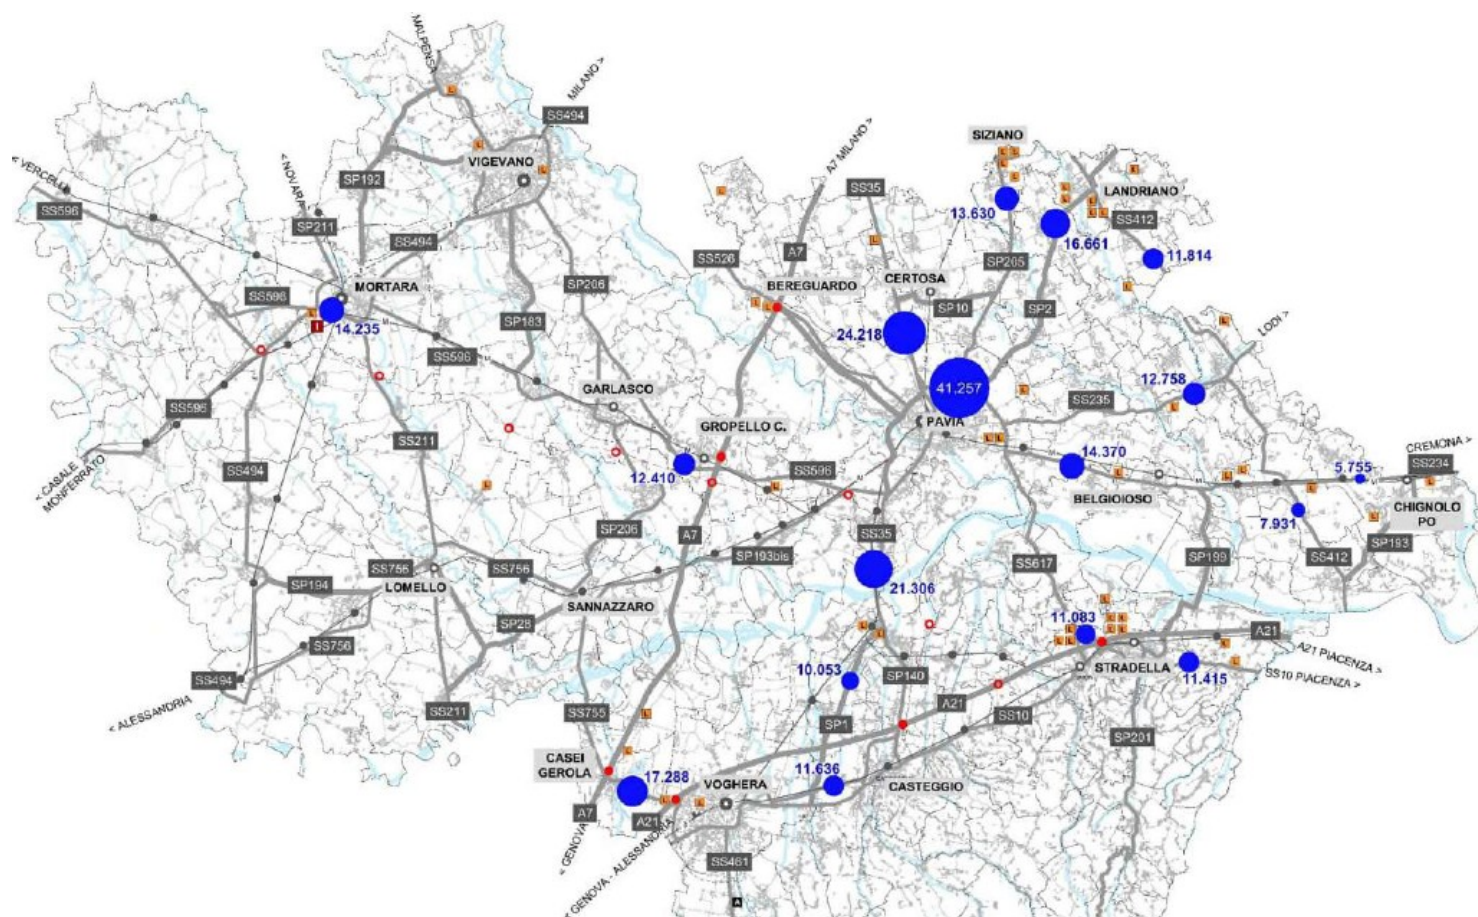 MALPENSA
MILANO >
SS494
SIZIANO
VIGEVANO
A7 MILANO >
< VERCELLI
< NOVARA
SP192
SS35
LANDRIANO
SS596
SP211
13.630
SS412
16.661
SS494
A7
11.814
SS526
SP205
CERTOSA
BEREGUARDO
SP206
MORTARA
SS596
SP10
SP2
14.235
SP183
24.218
LODI >
SS596
12.758
GARLASCO
41.257
SS235
SS596
PAVIA
GROPELLO C.
SS211
CREMONA >
< CASALE
MONFERRATO
SS494
12.410
SS596
14.370
5.755
SS234
BELGIOIOSO
CHIGNOLO
PO
7.931
SP206
A7
SS35
SP193bis
SP199
SS412
SP193
SS756
SS756
SS617
21.306
SP194
LOMELLO
SANNAZZARO
SP28
11.083
SS756
A21
A21 PIACENZA >
10.053
STRADELLA
SS494
SP140
11.415
SS10 PIACENZA >
< ALESSANDRIA
SS211
SS755
A21
SS10
SP1
SP201
CASEI
GEROLA
11.636
17.288
VOGHERA
CASTEGGIO
A7
A21
< GENOVA
< GENOVA - ALESSANDRIA
SS461
A